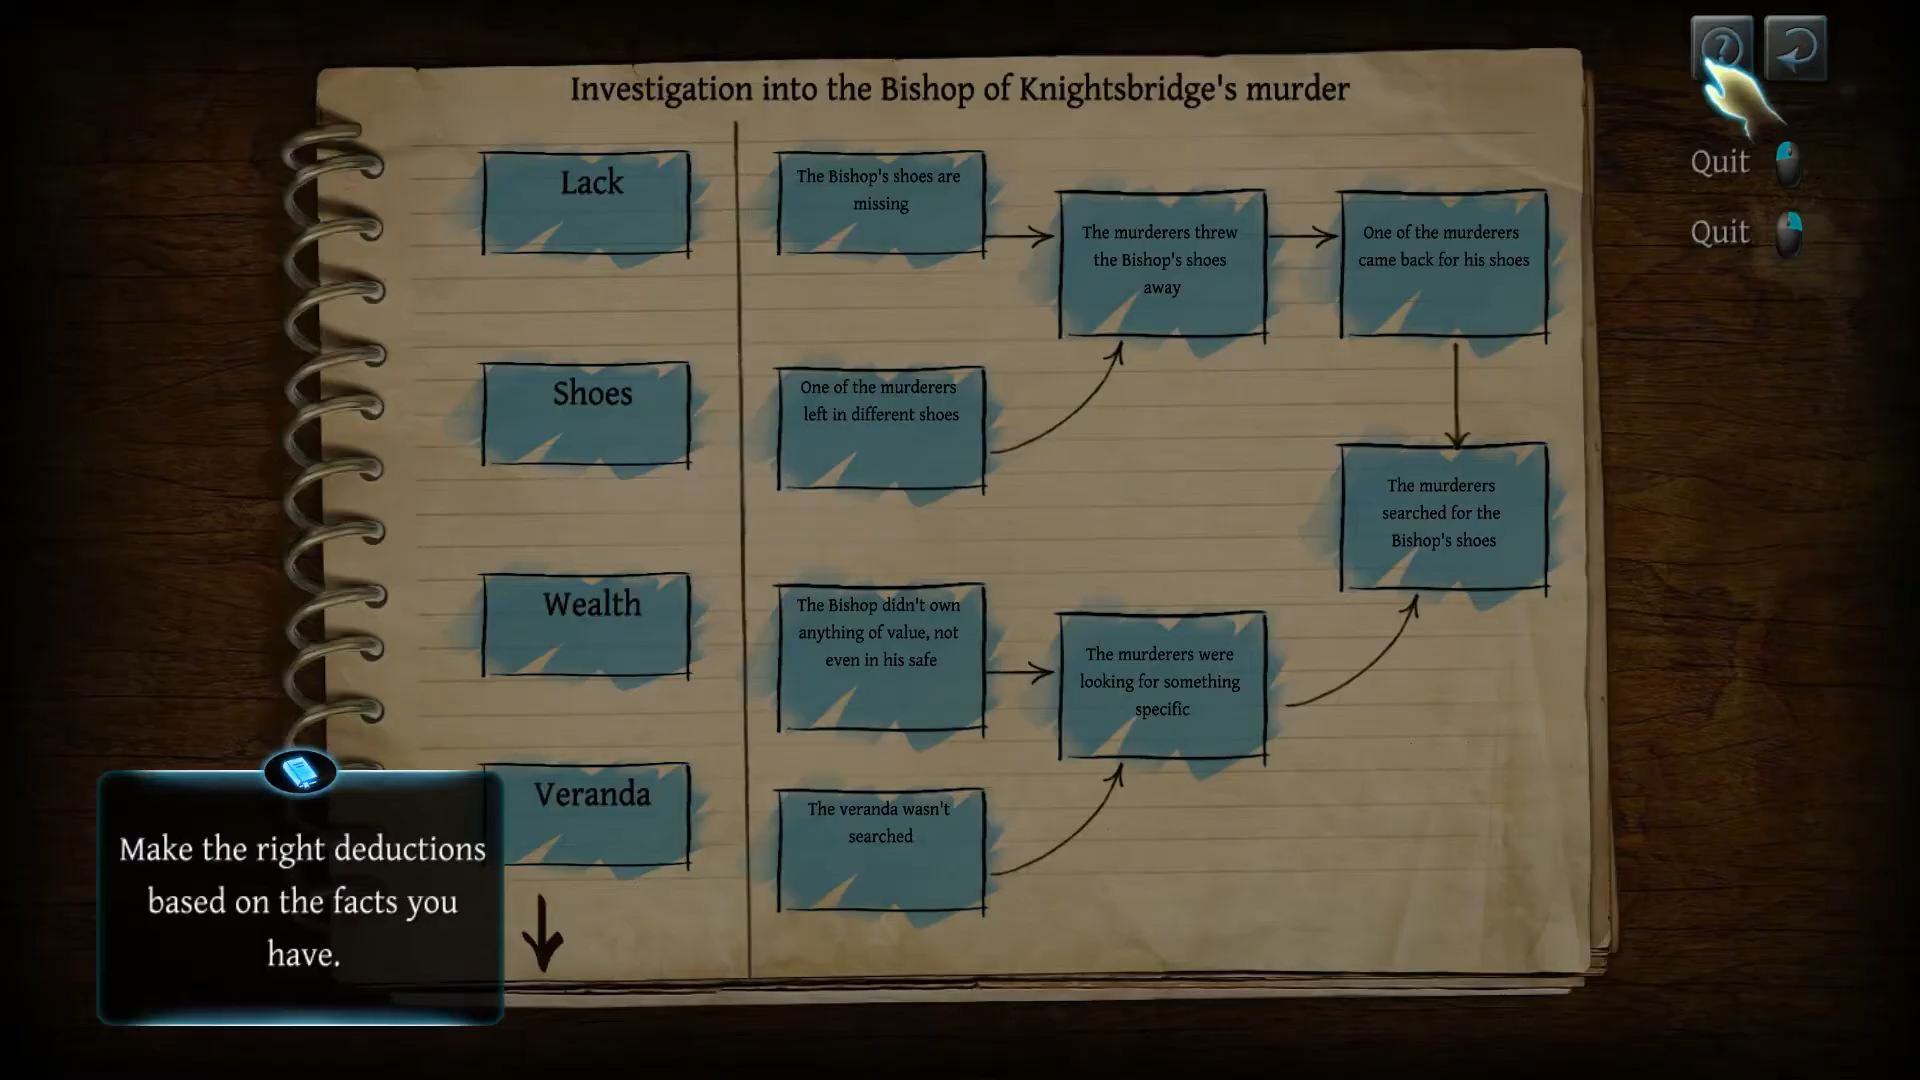 Investigation into the Bishop of Knightsbridge's murder
Quit
Quit
Lack
Shoes
Wealth
Veranda
The Bishop's shoes are
missing
The murderers threw
the Bishop's shoes
away
One of the murderers
came back for his shoes
One of the murderers
left in different shoes
The murderers
searched for the
Bishop's shoes
The Bishop didn't own
anything of value, not
even in his safe
The murderers were
looking for something
specific
The veranda wasn't
searched
Make the right deductions
based on the facts you
have.